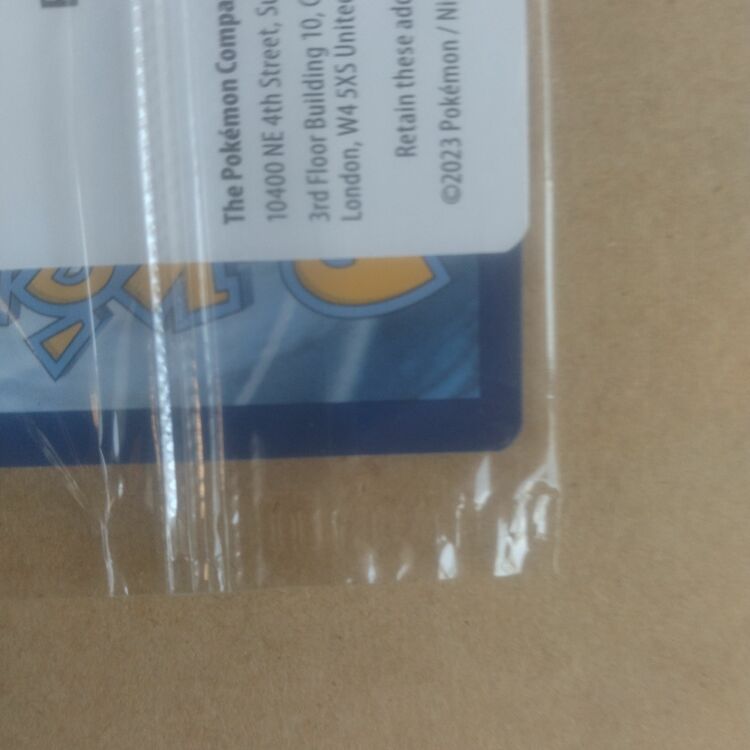 The Pokémon Compa
10400 NE 4th Street, Su
3rd Floor Building 10, C
London, W4 5XS Unite
Retain these add
©2023 Pokémon / Ni